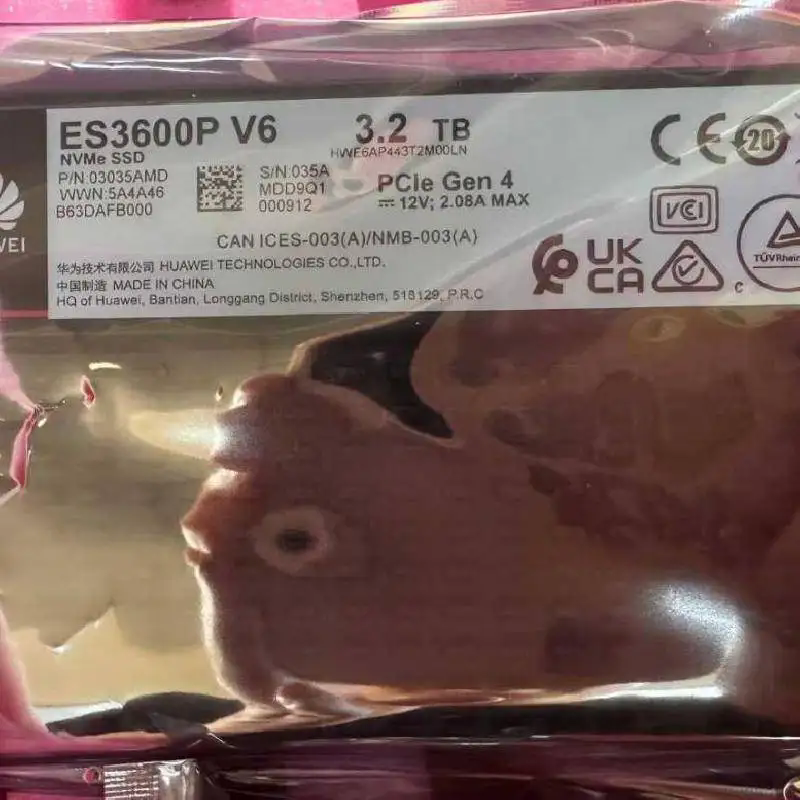 ES3600P V6
3.2 TB
NVMe SSD
HWE6AP443T2M00LN
P/N:03035AMD
WWN:5A4A46
B63DAFB000
S/N:035A
MDD9Q1
000912
PCIe Gen 4
12V; 2.08A MAX
CAN ICES-003(A)/NMB-003(A)
华为技术有限公司 HUAWEI TECHNOLOGIES CO.,LTD.
中国制造 MADE IN CHINA
HQ of Huawei, Bantian, Longgang District, Shenzhen, 518129, P.R.C
CE
20
VCI
UK
CA
C